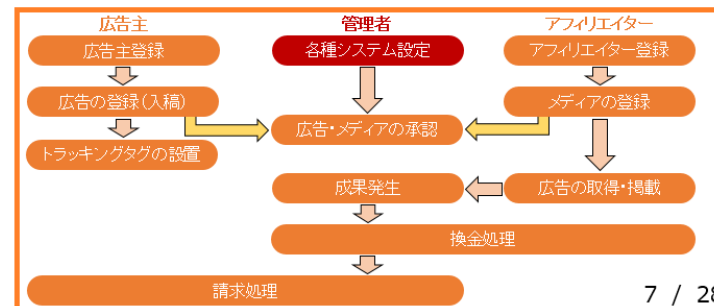 広告主 管理者 アフィリエイター
広告主登録 各種システム設定 アフィリエイター登録
広告の登録(入稿) メディアの登録
広告・メディアの承認
トラッキングタグの設置
成果発生 広告の取得・掲載
換金処理
請求処理
7 / 28